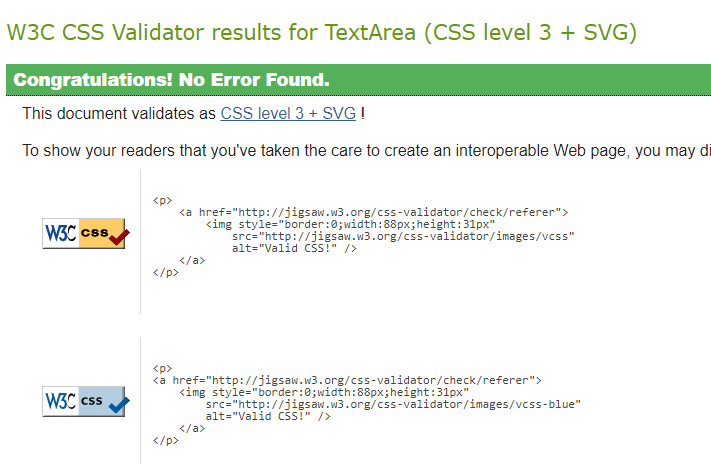 W3C CSS Validator results for TextArea (CSS level 3 + SVG)
Congratulations! No Error Found.
This document validates as CSS level 3 + SVG !
To show your readers that you've taken the care to create an interoperable Web page, you may di
W3C css
<p>
    <a href="http://jigsaw.w3.org/css-validator/check/referer">
        <img style="border:0;width:88px;height:31px"
            src="http://jigsaw.w3.org/css-validator/images/vcss"
            alt="Valid CSS!" />
    </a>
</p>
W3C css
<p>
<a href="http://jigsaw.w3.org/css-validator/check/referer">
    <img style="border:0;width:88px;height:31px"
        src="http://jigsaw.w3.org/css-validator/images/vcss-blue"
        alt="Valid CSS!" />
    </a>
</p>